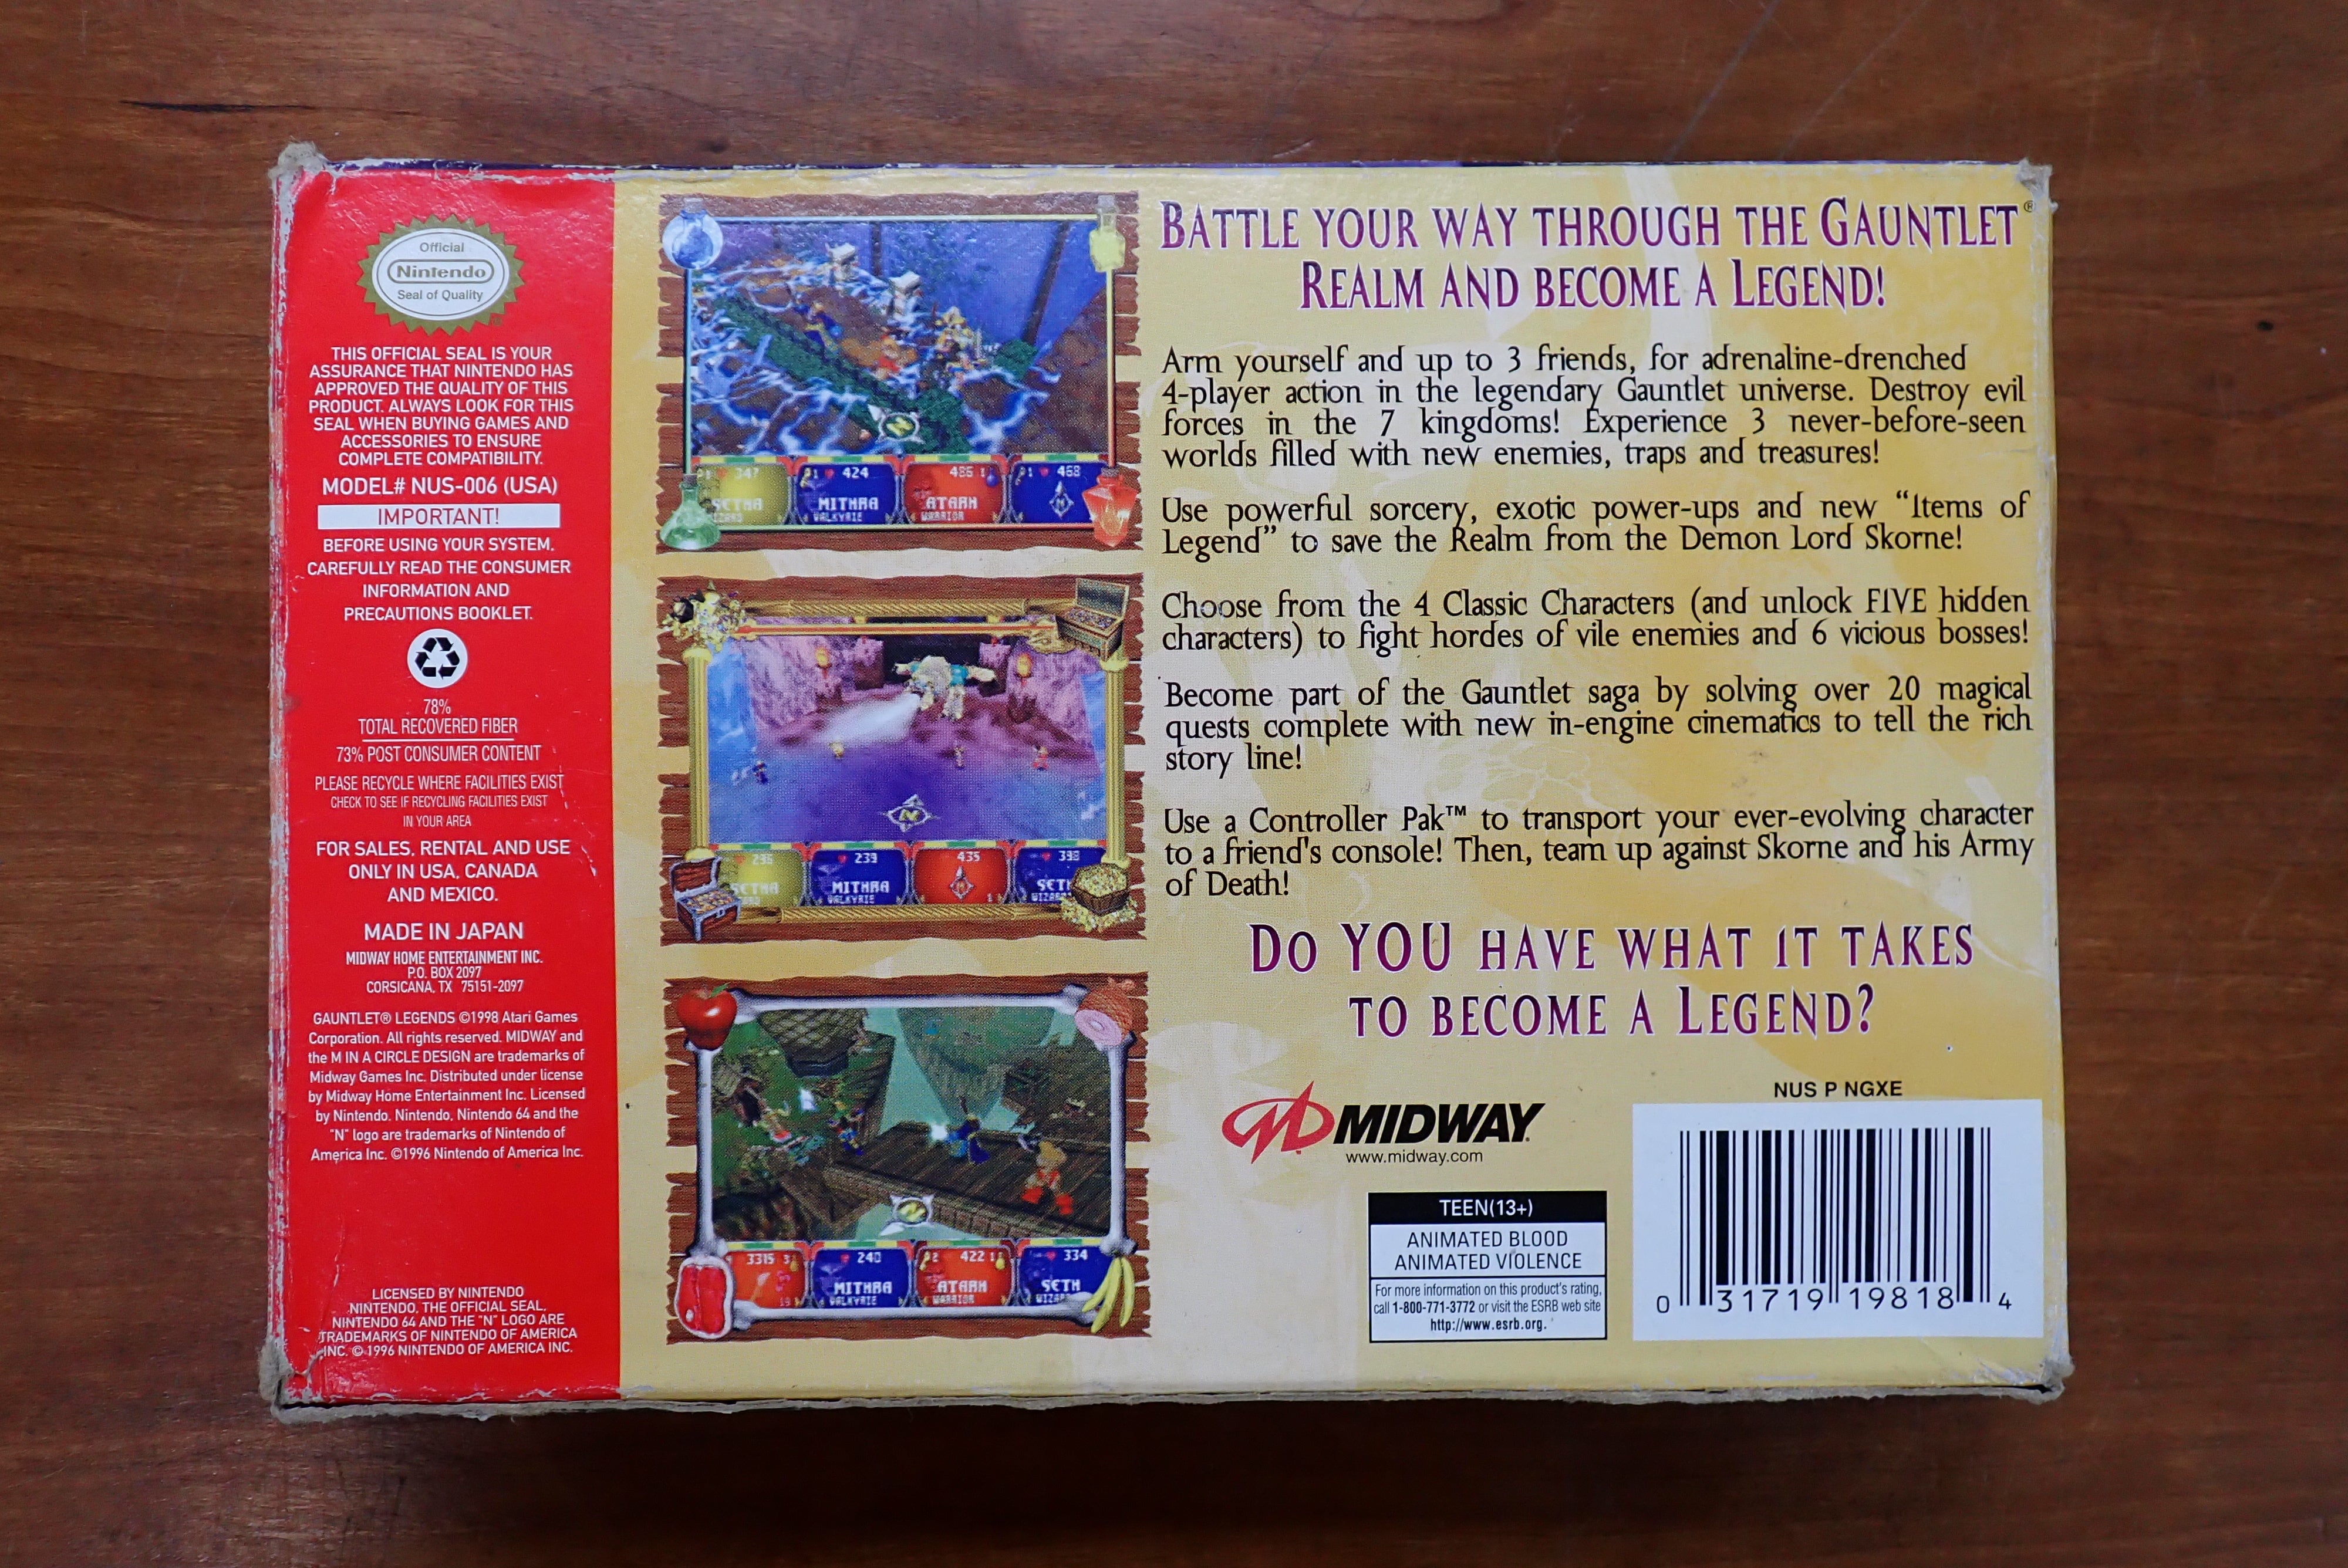 Official
Nintendo
Seal of Quality
THIS OFFICIAL SEAL IS YOUR
ASSURANCE THAT NINTENDO HAS
APPROVED THE QUALITY OF THIS
PRODUCT. ALWAYS LOOK FOR THIS
SEAL WHEN BUYING GAMES AND
ACCESSORIES TO ENSURE
COMPLETE COMPATIBILITY.
MODEL# NUS-006 (USA)
IMPORTANT!
BEFORE USING YOUR SYSTEM,
CAREFULLY READ THE CONSUMER
INFORMATION AND
PRECAUTIONS BOOKLET.
78%
TOTAL RECOVERED FIBER
73% POST CONSUMER CONTENT
PLEASE RECYCLE WHERE FACILITIES EXIST
CHECK TO SEE IF RECYCLING FACILITIES EXIST
IN YOUR AREA
FOR SALES, RENTAL AND USE
ONLY IN USA, CANADA
AND MEXICO.
MADE IN JAPAN
MIDWAY HOME ENTERTAINMENT INC.
P.O. BOX 2097
CORSICANA, TX 75151-2097
GAUNTLET® LEGENDS ©1998 Atari Games
Corporation. All rights reserved. MIDWAY and
the M IN A CIRCLE DESIGN are trademarks of
Midway Games Inc. Distributed under license
by Midway Home Entertainment Inc. Licensed
by Nintendo. Nintendo, Nintendo 64 and the
"N" logo are trademarks of Nintendo of
America Inc. ©1996 Nintendo of America Inc.
LICENSED BY NINTENDO
NINTENDO, THE OFFICIAL SEAL,
NINTENDO 64 AND THE "N" LOGO ARE
TRADEMARKS OF NINTENDO OF AMERICA
INC. © 1996 NINTENDO OF AMERICA INC.
347 424 485 468
MITHRA ATARH
VALKYRIE WARRIOR
N
239 435 398
MITHRA
VALKYRIE
N
3315 240 422 334
MITHRA ATARH SETH
VALKYRIE WARRIOR
BATTLE YOUR WAY THROUGH THE GAUNTLET®
REALM AND BECOME A LEGEND!
Arm yourself and up to 3 friends, for adrenaline-drenched
4-player action in the legendary Gauntlet universe. Destroy evil
forces in the 7 kingdoms! Experience 3 never-before-seen
worlds filled with new enemies, traps and treasures!
Use powerful sorcery, exotic power-ups and new “Items of
Legend” to save the Realm from the Demon Lord Skorne!
Choose from the 4 Classic Characters (and unlock FIVE hidden
characters) to fight hordes of vile enemies and 6 vicious bosses!
Become part of the Gauntlet saga by solving over 20 magical
quests complete with new in-engine cinematics to tell the rich
story line!
Use a Controller Pak™ to transport your ever-evolving character
to a friend's console! Then, team up against Skorne and his Army
of Death!
DO YOU HAVE WHAT IT TAKES
TO BECOME A LEGEND?
MIDWAY
www.midway.com
TEEN(13+)
ANIMATED BLOOD
ANIMATED VIOLENCE
For more information on this product's rating,
call 1-800-771-3772 or visit the ESRB web site
http://www.esrb.org.
NUS P NGXE
0 31719 19818 4